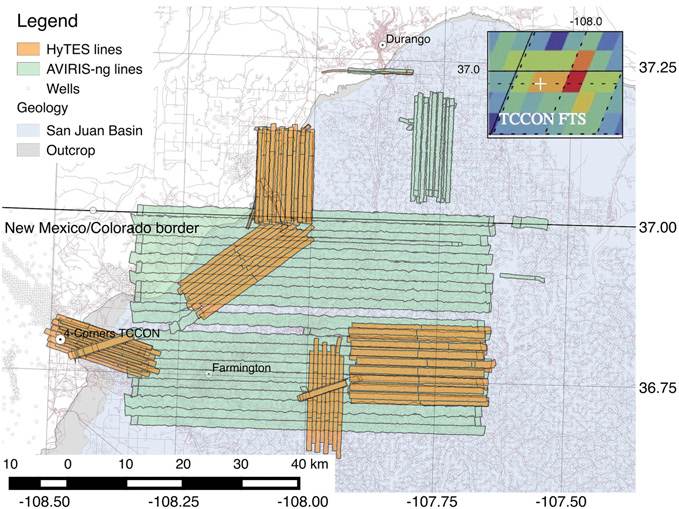 Legend
HyTES lines
AVIRIS-ng lines
Wells
Geology
San Juan Basin
Outcrop
Durango
-108.0
37.0
TCCON FTS
37.25
New Mexico/Colorado border
37.00
4-Corners TCCON
Farmington
36.75
10 0 10 20 30 40 km
36.50
-108.50 -108.25 -108.00 -107.75 -107.50